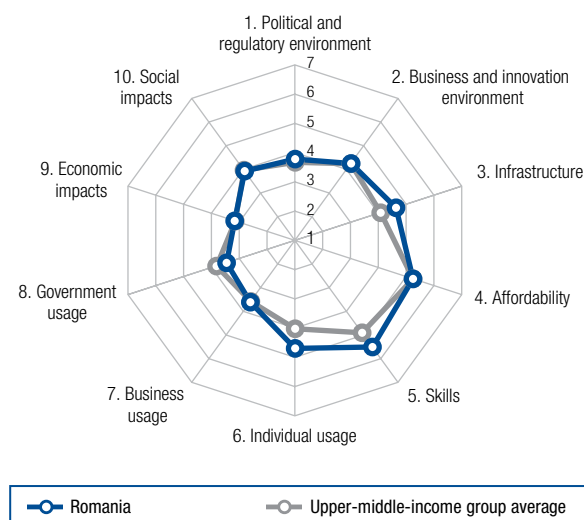 1. Political and
regulatory environment
10. Social
impacts
2. Business and innovation
environment
9. Economic
impacts
3. Infrastructure
8. Government
usage
4. Affordability
7. Business
usage
5. Skills
6. Individual usage
7
6
5
4
3
2
1
Romania
Upper-middle-income group average